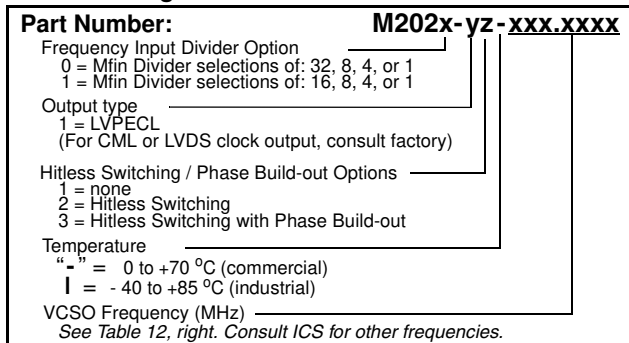 Part Number: M202x-yz-xxx.xxxx
Frequency Input Divider Option
0 = Mfin Divider selections of: 32, 8, 4, or 1
1 = Mfin Divider selections of: 16, 8, 4, or 1
Output type
1 = LVPECL
(For CML or LVDS clock output, consult factory)
Hitless Switching / Phase Build-out Options
1 = none
2 = Hitless Switching
3 = Hitless Switching with Phase Build-out
Temperature
“-” = 0 to +70 °C (commercial)
I = - 40 to +85 °C (industrial)
VCSO Frequency (MHz)
See Table 12, right. Consult ICS for other frequencies.